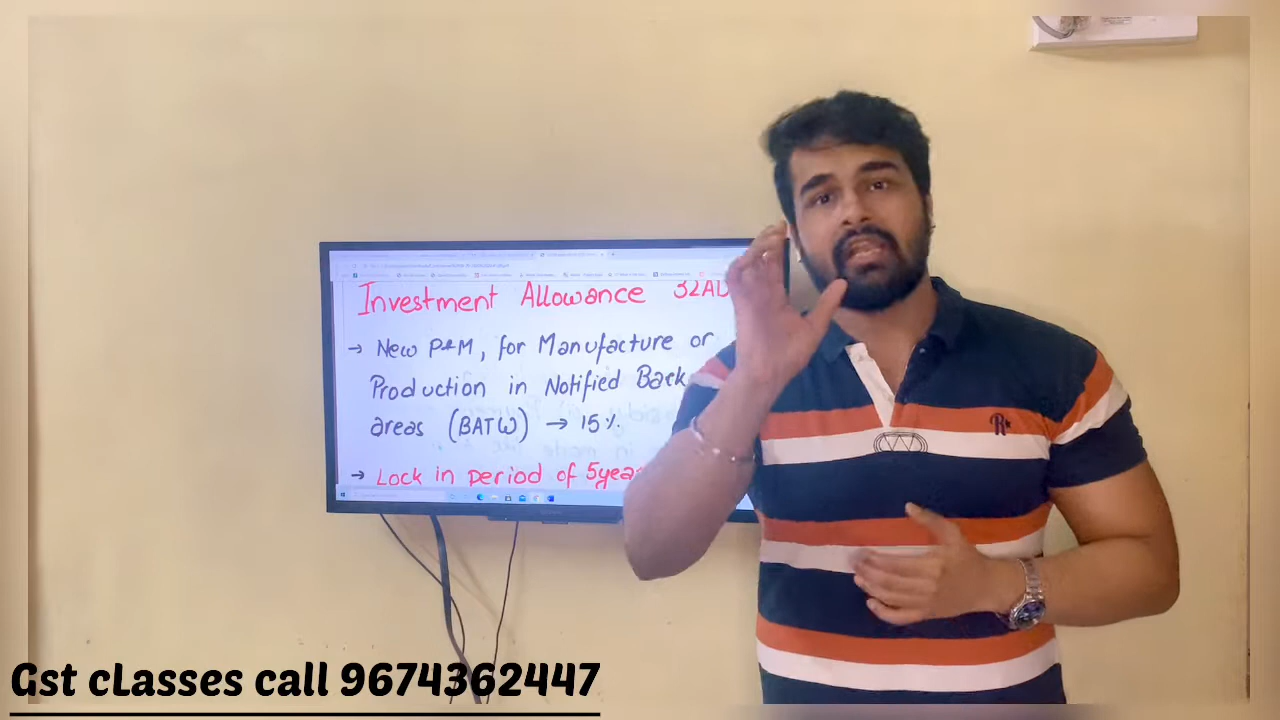 Investment Allowance 32AD
→ New P&M, for Manufacture or
Production in Notified Back
areas (BATW) → 15%.
→ Lock in period of 5year
R
Gst cLasses call 9674362447